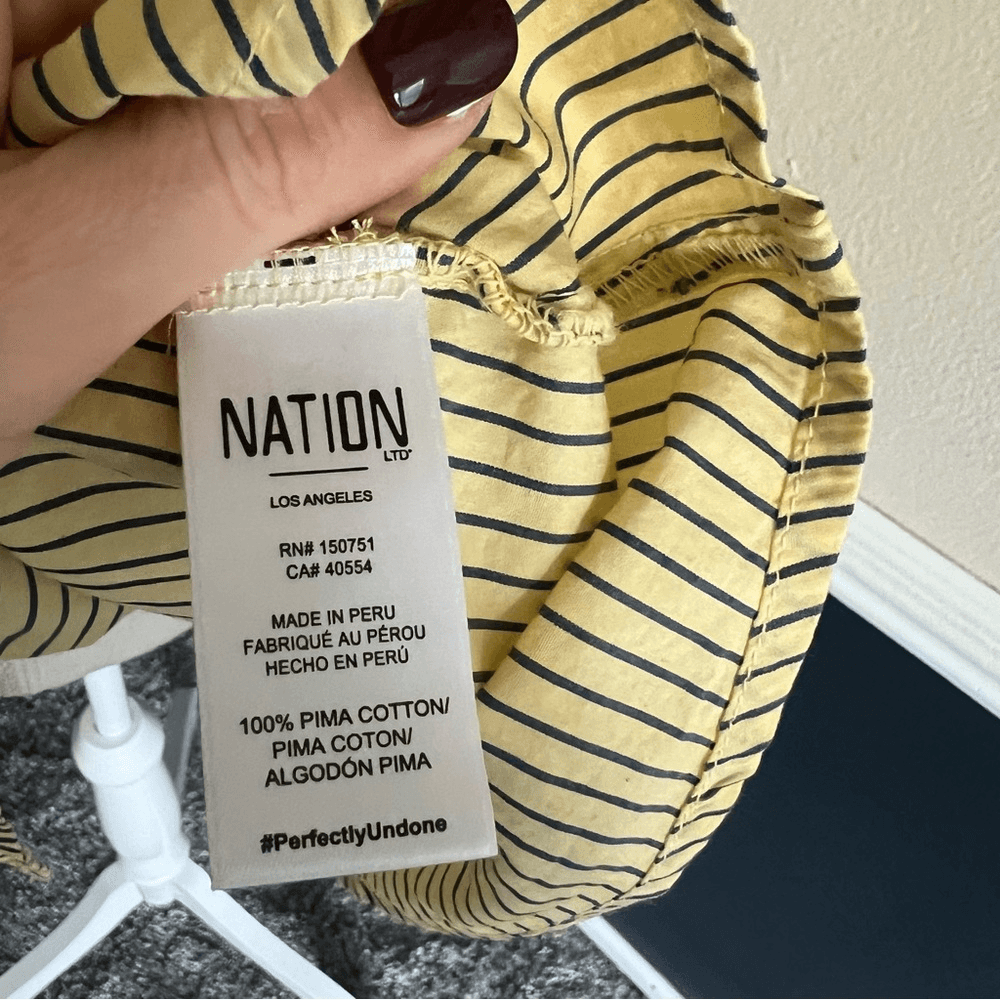 NATION
LTD
LOS ANGELES
RN# 150751
CA# 40554
MADE IN PERU
FABRIQUÉ AU PÉROU
HECHO EN PERÚ
100% PIMA COTTON/
PIMA COTON/
ALGODÓN PIMA
#PerfectlyUndone